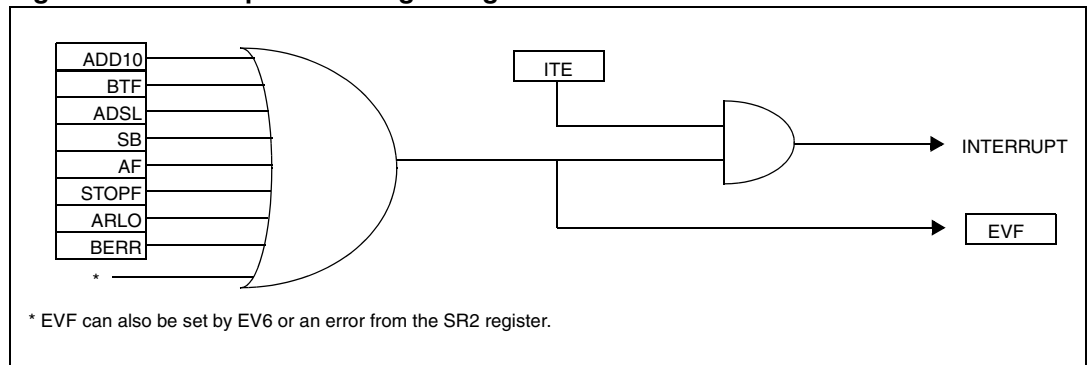 ADD10
BTF
ADSL
SB
AF
STOPF
ARLO
BERR
*
ITE
INTERRUPT
EVF
* EVF can also be set by EV6 or an error from the SR2 register.